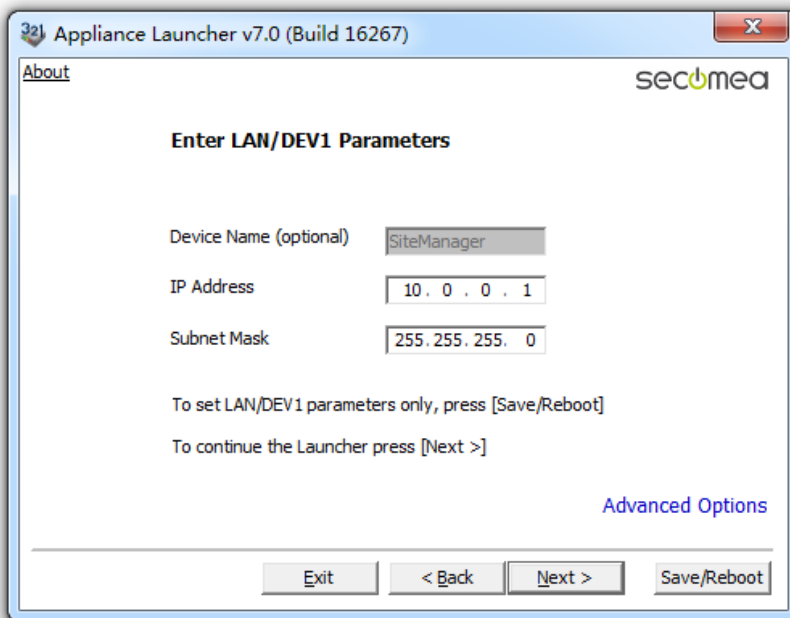 Appliance Launcher v7.0 (Build 16267)
About
secomea
Enter LAN/DEV1 Parameters
Device Name (optional) SiteManager
IP Address 10 . 0 . 0 . 1
Subnet Mask 255. 255. 255. 0
To set LAN/DEV1 parameters only, press [Save/Reboot]
To continue the Launcher press [Next >]
Advanced Options
Exit < Back Next > Save/Reboot